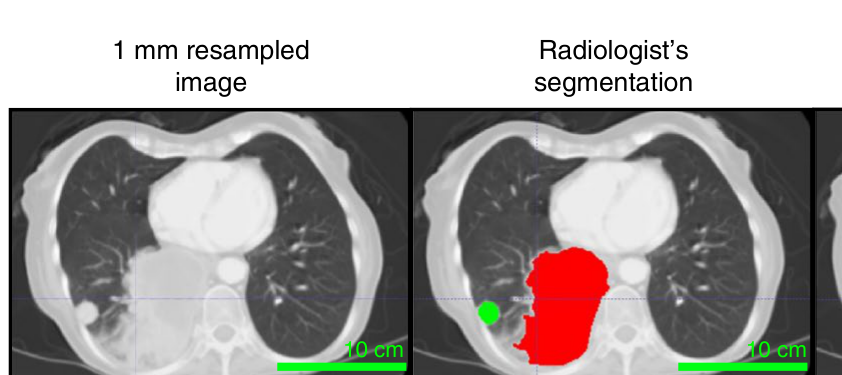 1 mm resampled
image
Radiologist's
segmentation
10 cm
10 cm